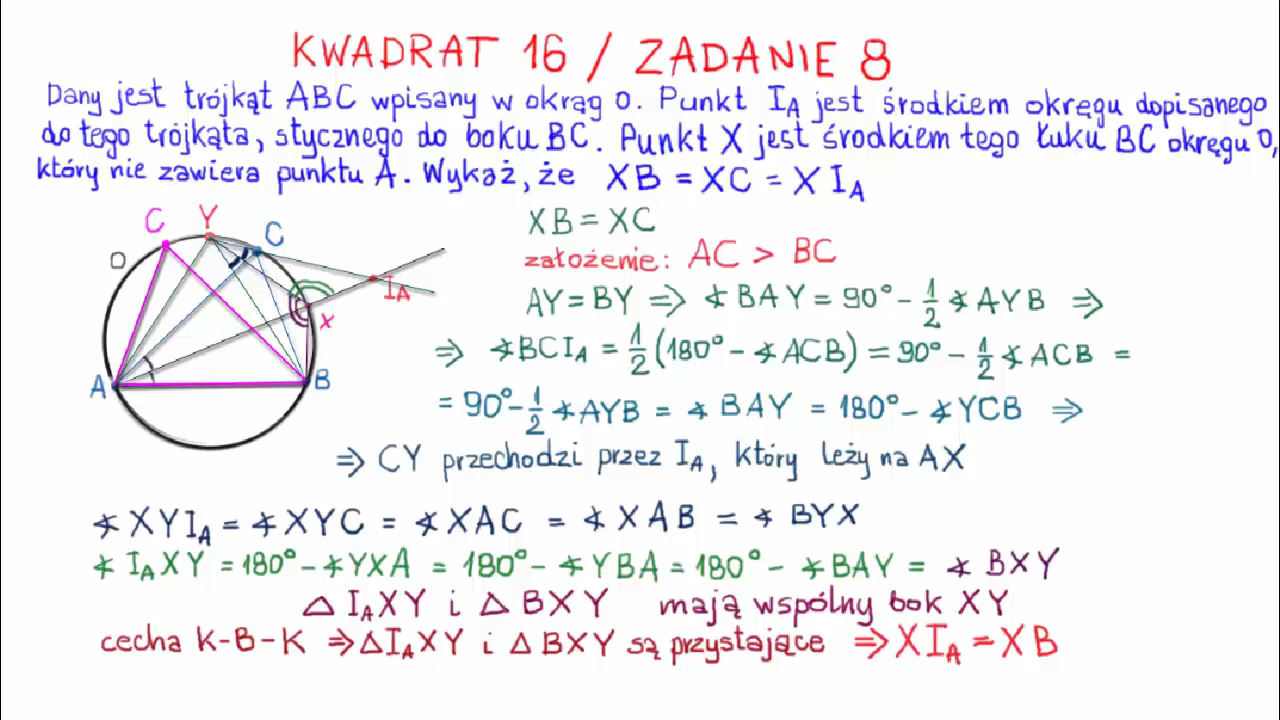 KWADRAT 16 / ZADANIE 8
Dany jest trójkąt ABC wpisany w okrąg o. Punkt I_A jest środkiem okręgu dopisanego
do tego trójkąta, stycznego do boku BC. Punkt X jest środkiem tego łuku BC okręgu o,
który nie zawiera punktu A. Wykaż, że XB = XC = XI_A
C Y C
O
I_A
X
A B
XB = XC
założenie: AC > BC
AY = BY ⇒ ∢BAY = 90° - 1/2 ∢AYB ⇒
⇒ ∢BCI_A = 1/2 (180° - ∢ACB) = 90° - 1/2 ∢ACB =
= 90° - 1/2 ∢AYB = ∢BAY = 180° - ∢YCB ⇒
⇒ CY przechodzi przez I_A, który leży na AX
∢XYI_A = ∢XYC = ∢XAC = ∢XAB = ∢BYX
∢I_AXY = 180° - ∢YXA = 180° - ∢YBA = 180° - ∢BAY = ∢BXY
△I_AXY i △BXY mają wspólny bok XY
cecha K-B-K ⇒ △I_AXY i △BXY są przystające ⇒ XI_A = XB